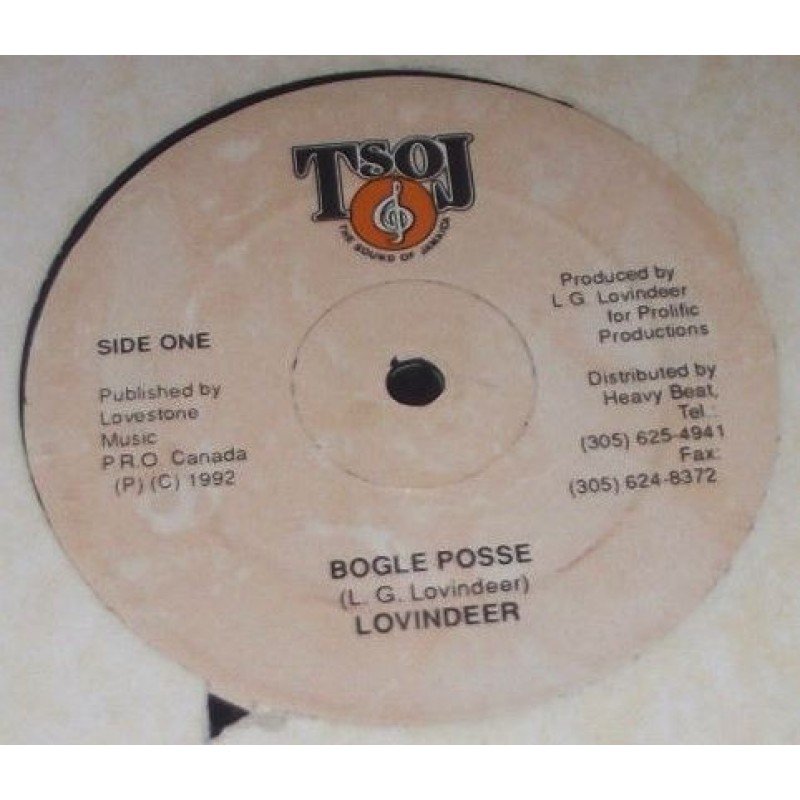 TSOJ
THE SOUND OF JAMAICA
SIDE ONE
Published by
Lovestone
Music
P.R.O. Canada
(P) (C) 1992
Produced by
L G. Lovindeer
for Prolific
Productions
Distributed by
Heavy Beat,
Tel.:
(305) 625-4941
Fax:
(305) 624-8372
BOGLE POSSE
(L. G. Lovindeer)
LOVINDEER